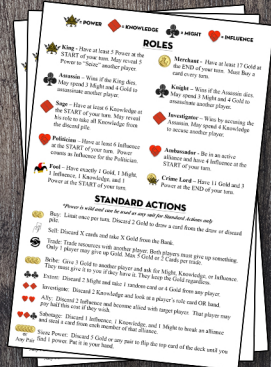 = POWER = KNOWLEDGE = MIGHT = INFLUENCE
ROLES
King - Have at least 5 Power at the
START of your turn. May reveal 5
Power to "Seize" another player.
Assassin - Wins if the King dies.
May spend 3 Might and 4 Gold to
assassinate another player.
Sage - Have at least 6 Knowledge at
the START of your turn. May reveal
his role to take all Knowledge from
the discard pile.
Politician - Have at least 6 Influence
at the START of your turn. Power
counts as Influence for the Politician.
Fool - Have exactly 1 Gold, 1 Might,
1 Influence, 1 Knowledge, and 1
Power at the START of your turn.
Merchant - Have at least 17 Gold at
the END of your turn. Must Buy a
card every turn.
Knight - Have at least 5 Might at
the END of your turn. May spend
3 Might and 4 Gold to
assassinate another player.
Investigator - Wins by securing the
Assassin. May spend 4 Knowledge
to accuse another player.
Ambassador - Be in an active
alliance and have 4 Influence at the
START of your turn.
Crime Lord - Have 11 Gold and 3
Power at the END of your turn.
STANDARD ACTIONS
*Power is wild and can be used as any suit for Standard Actions only
Buy: Limit once per turn. Discard 2 Gold to draw a card from the draw or discard
pile.
Sell: Discard X cards and take X Gold from the Bank.
Trade: Trade resources with another player. Both players must give up something.
Only 1 player may give up Gold. Max 5 Gold or 2 Cards per trade.
Bribe: Give 3 Gold to another player and ask for Might, Knowledge, or Influence.
They must give it to you if they have it. They keep the Gold regardless.
Extort: Discard 2 Might and take 1 random card or 4 Gold from any player.
Investigate: Discard 2 Knowledge and look at a player's role card OR hand.
Ally: Discard 2 Influence and become allied with target player. That player may
pay half this cost if they wish.
Sabotage: Discard 1 Influence, 1 Knowledge, and 1 Might to break an alliance
and steal a card from each member of that alliance.
Seize Power: Discard 5 Gold or any pair to flip the top card of the deck until you
find 1 power. Put it in your hand.
or
Any Pair